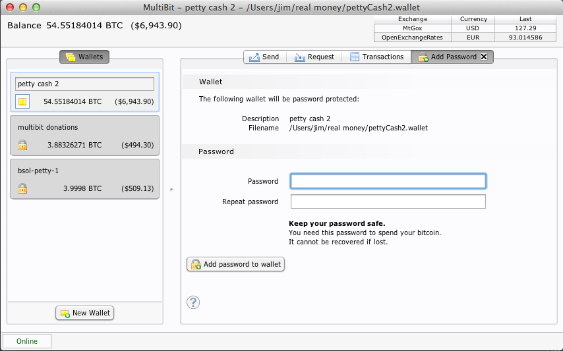 MultiBit - petty cash 2 - /Users/jim/real money/pettyCash2.wallet
Balance 54.55184014 BTC ($6,943.90)
Exchange Currency Last
MtGox USD 127.29
OpenExchangeRates EUR 93.014586
Wallets
Send Request Transactions Add Password
petty cash 2
54.55184014 BTC ($6,943.90)
multibit donations
3.88326271 BTC ($494.30)
bsol-petty-1
3.9998 BTC ($509.13)
New Wallet
Wallet
The following wallet will be password protected:
Description petty cash 2
Filename /Users/jim/real money/pettyCash2.wallet
Password
Password
Repeat password
Keep your password safe.
You need this password to spend your bitcoin.
It cannot be recovered if lost.
Add password to wallet
?
Online